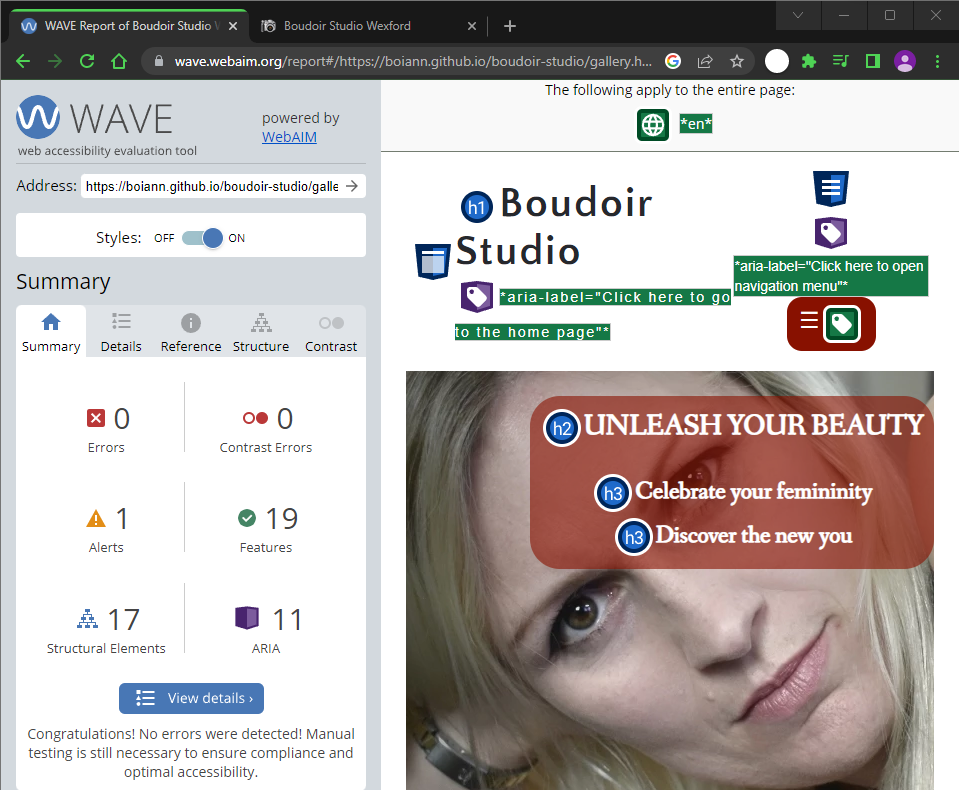 WAVE Report of Boudoir Studio W
Boudoir Studio Wexford
wave.webaim.org/report#/https://boiann.github.io/boudoir-studio/gallery.h...
WAVE
web accessibility evaluation tool
powered by
WebAIM
Address: https://boiann.github.io/boudoir-studio/galle
Styles: OFF ON
Summary
Summary Details Reference Structure Contrast
0 0
Errors Contrast Errors
1 19
Alerts Features
17 11
Structural Elements ARIA
View details ›
Congratulations! No errors were detected! Manual
testing is still necessary to ensure compliance and
optimal accessibility.
The following apply to the entire page:
*en*
h1 Boudoir
Studio
*aria-label="Click here to go
to the home page"*
*aria-label="Click here to open
navigation menu"*
h2 UNLEASH YOUR BEAUTY
h3 Celebrate your femininity
h3 Discover the new you